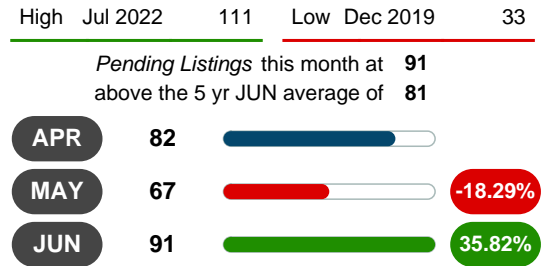 High Jul 2022 111 Low Dec 2019 33
Pending Listings this month at 91
above the 5 yr JUN average of 81
APR 82
MAY 67 -18.29%
JUN 91 35.82%